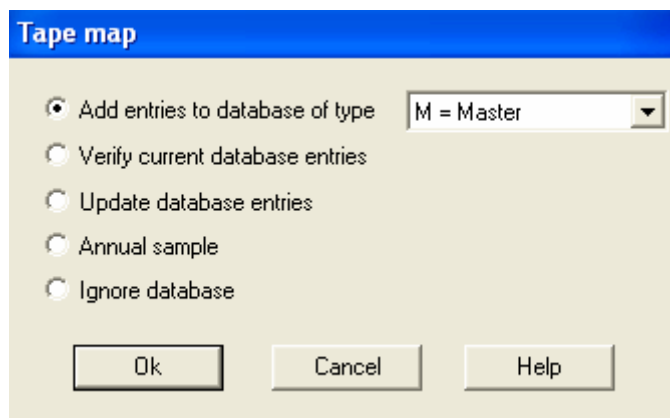 Tape map
Add entries to database of type M = Master
Verify current database entries
Update database entries
Annual sample
Ignore database
Ok Cancel Help